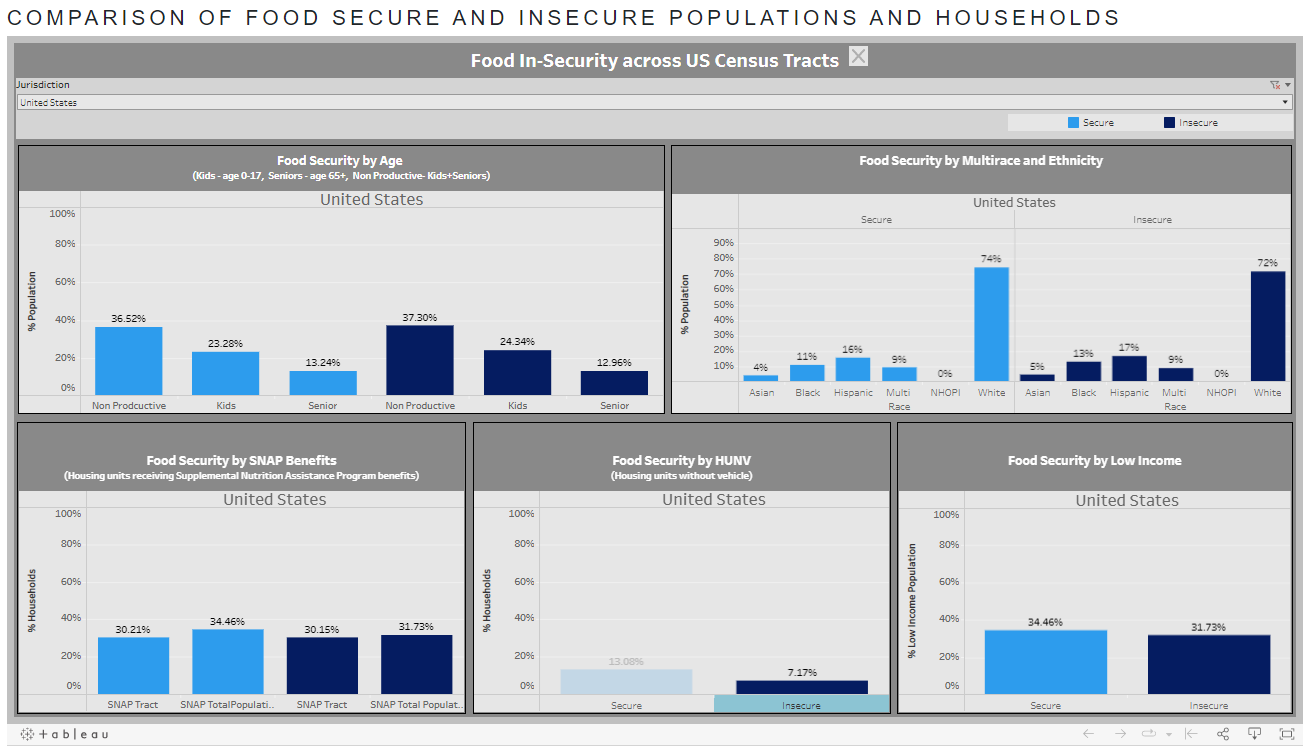 COMPARISON OF FOOD SECURE AND INSECURE POPULATIONS AND HOUSEHOLDS
Food In-Security across US Census Tracts
Jurisdiction
United States
Secure Insecure
Food Security by Age
(Kids - age 0-17, Seniors - age 65+, Non Productive- Kids+Seniors)
United States
% Population
100%
80%
60%
40%
20%
0%
36.52% 23.28% 13.24% 37.30% 24.34% 12.96%
Non Prodcuctive Kids Senior Non Productive Kids Senior
Food Security by Multirace and Ethnicity
United States
Secure Insecure
% Population
90%
80%
70%
60%
50%
40%
30%
20%
10%
4% 11% 16% 9% 0% 74% 5% 13% 17% 9% 0% 72%
Asian Black Hispanic Multi Race NHOPI White Asian Black Hispanic Multi Race NHOPI White
Food Security by SNAP Benefits
(Housing units receiving Supplemental Nutrition Assistance Program benefits)
United States
% Households
100%
80%
60%
40%
20%
0%
30.21% 34.46% 30.15% 31.73%
SNAP Tract SNAP TotalPopulati.. SNAP Tract SNAP Total Populat..
Food Security by HUNV
(Housing units without vehicle)
United States
% Households
100%
80%
60%
40%
20%
0%
13.08% 7.17%
Secure Insecure
Food Security by Low Income
United States
% Low Income Population
100%
80%
60%
40%
20%
0%
34.46% 31.73%
Secure Insecure
+ a b l e a u